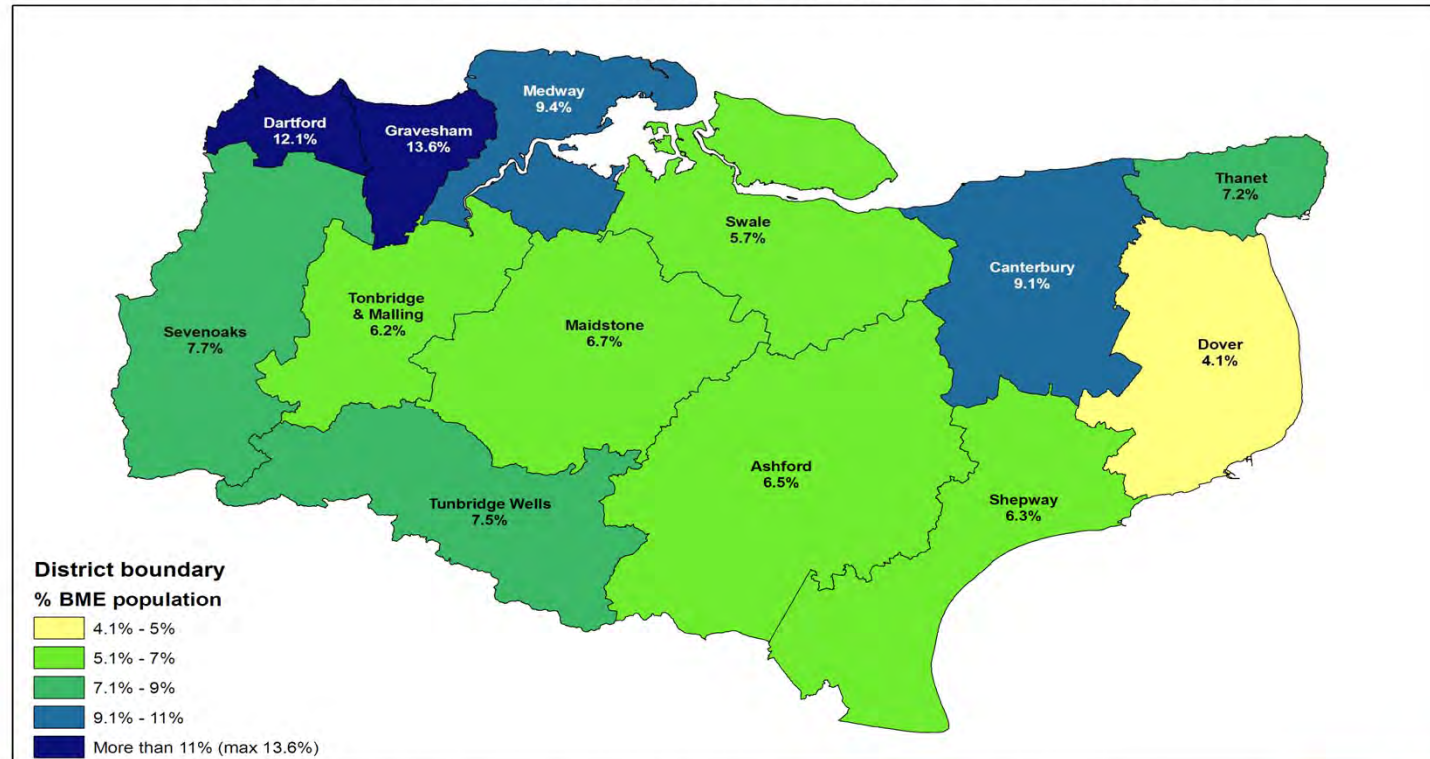 Medway
9.4%
Dartford
12.1%
Gravesham
13.6%
Thanet
7.2%
Swale
5.7%
Canterbury
9.1%
Tonbridge
& Malling
6.2%
Sevenoaks
7.7%
Maidstone
6.7%
Dover
4.1%
Ashford
6.5%
Tunbridge Wells
7.5%
Shepway
6.3%
District boundary
% BME population
4.1% - 5%
5.1% - 7%
7.1% - 9%
9.1% - 11%
More than 11% (max 13.6%)